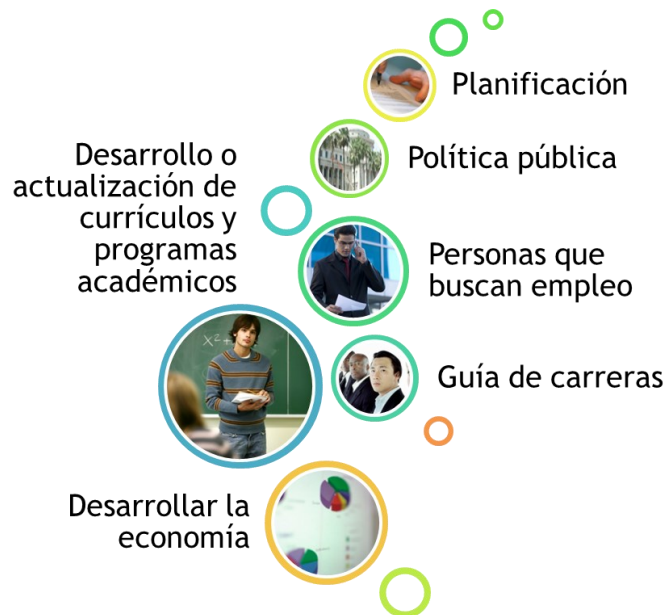 Planificación
Política pública
Desarrollo o
actualización de
currículos y
programas
académicos
Personas que
buscan empleo
x²+
Guía de carreras
Desarrollar la
economía